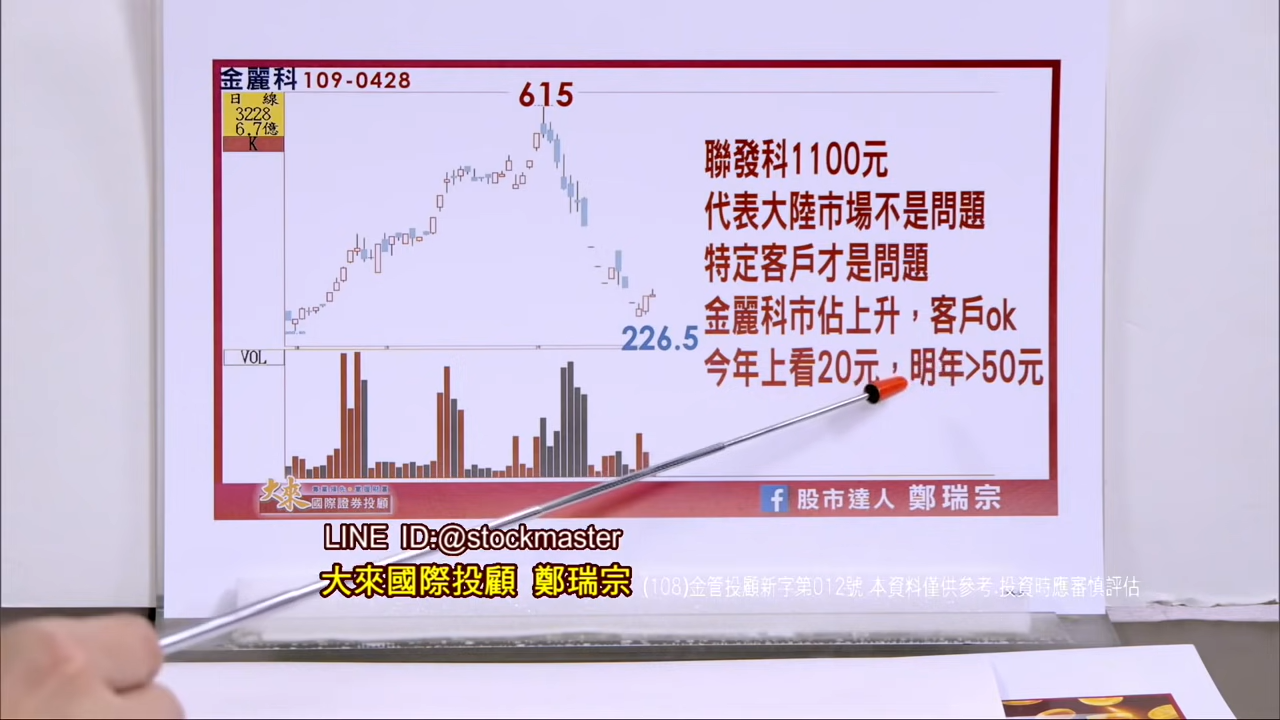 金麗科 109-0428
日 線
3228
6.7億
K
615
226.5
VOL
聯發科1100元
代表大陸市場不是問題
特定客戶才是問題
金麗科市佔上升，客戶ok
今年上看20元，明年>50元
大來
國際證券投顧
f 股市達人 鄭瑞宗
LINE ID:@stockmaster
大來國際投顧 鄭瑞宗
(108)金管投顧新字第012號 本資料僅供參考.投資時應審慎評估